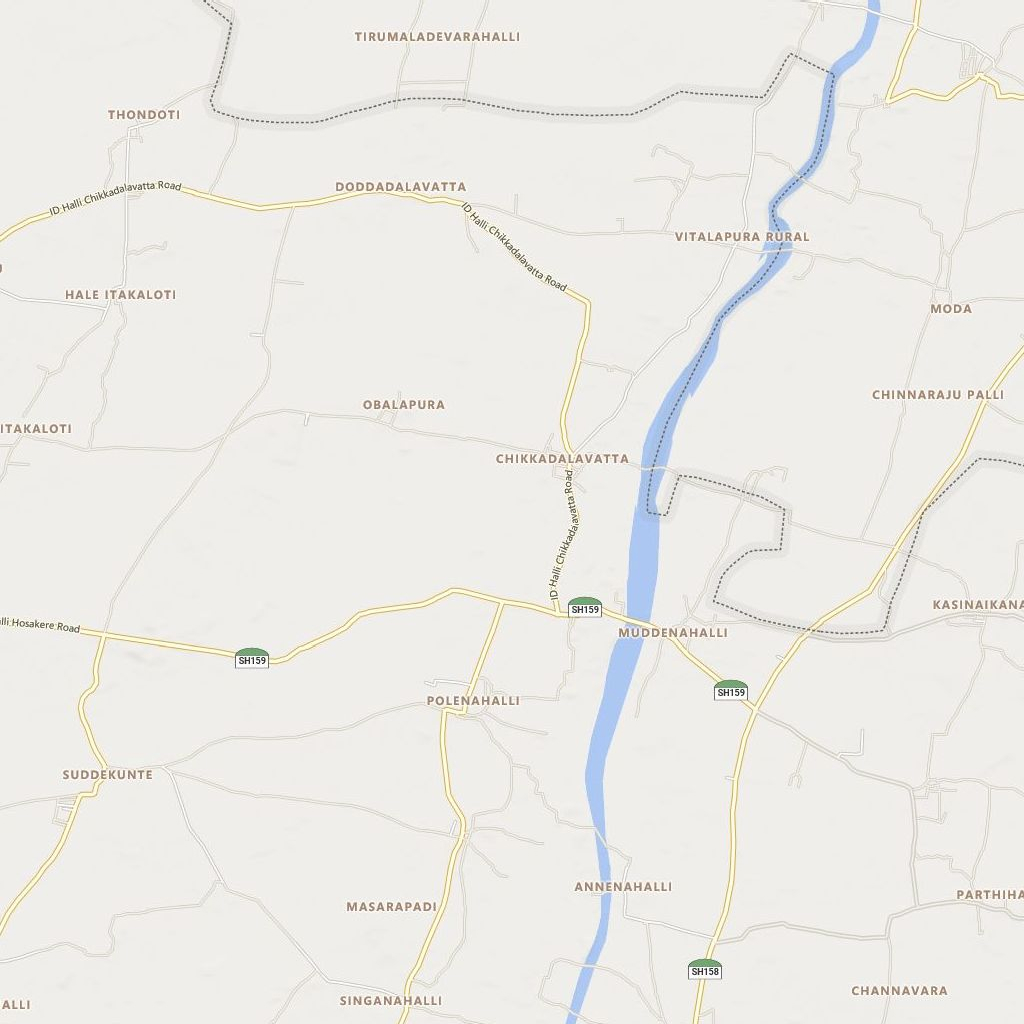 TIRUMALADEVARAHALLI
THONDOTI
ID Halli Chikkadalavatta Road
DODDADALAVATTA
ID Halli Chikkadalavatta Road
VITALAPURA RURAL
HALE ITAKALOTI
MODA
CHINNARAJU PALLI
OBALAPURA
ITAKALOTI
CHIKKADALAVATTA
ID Halli Chikkadalavatta Road
SH159
KASINAIKANA
lli Hosakere Road
MUDDENAHALLI
SH159
SH159
POLENAHALLI
SUDDEKUNTE
ANNENAHALLI
PARTHIHA
MASARAPADI
SH158
CHANNAVARA
SINGANAHALLI
ALLI